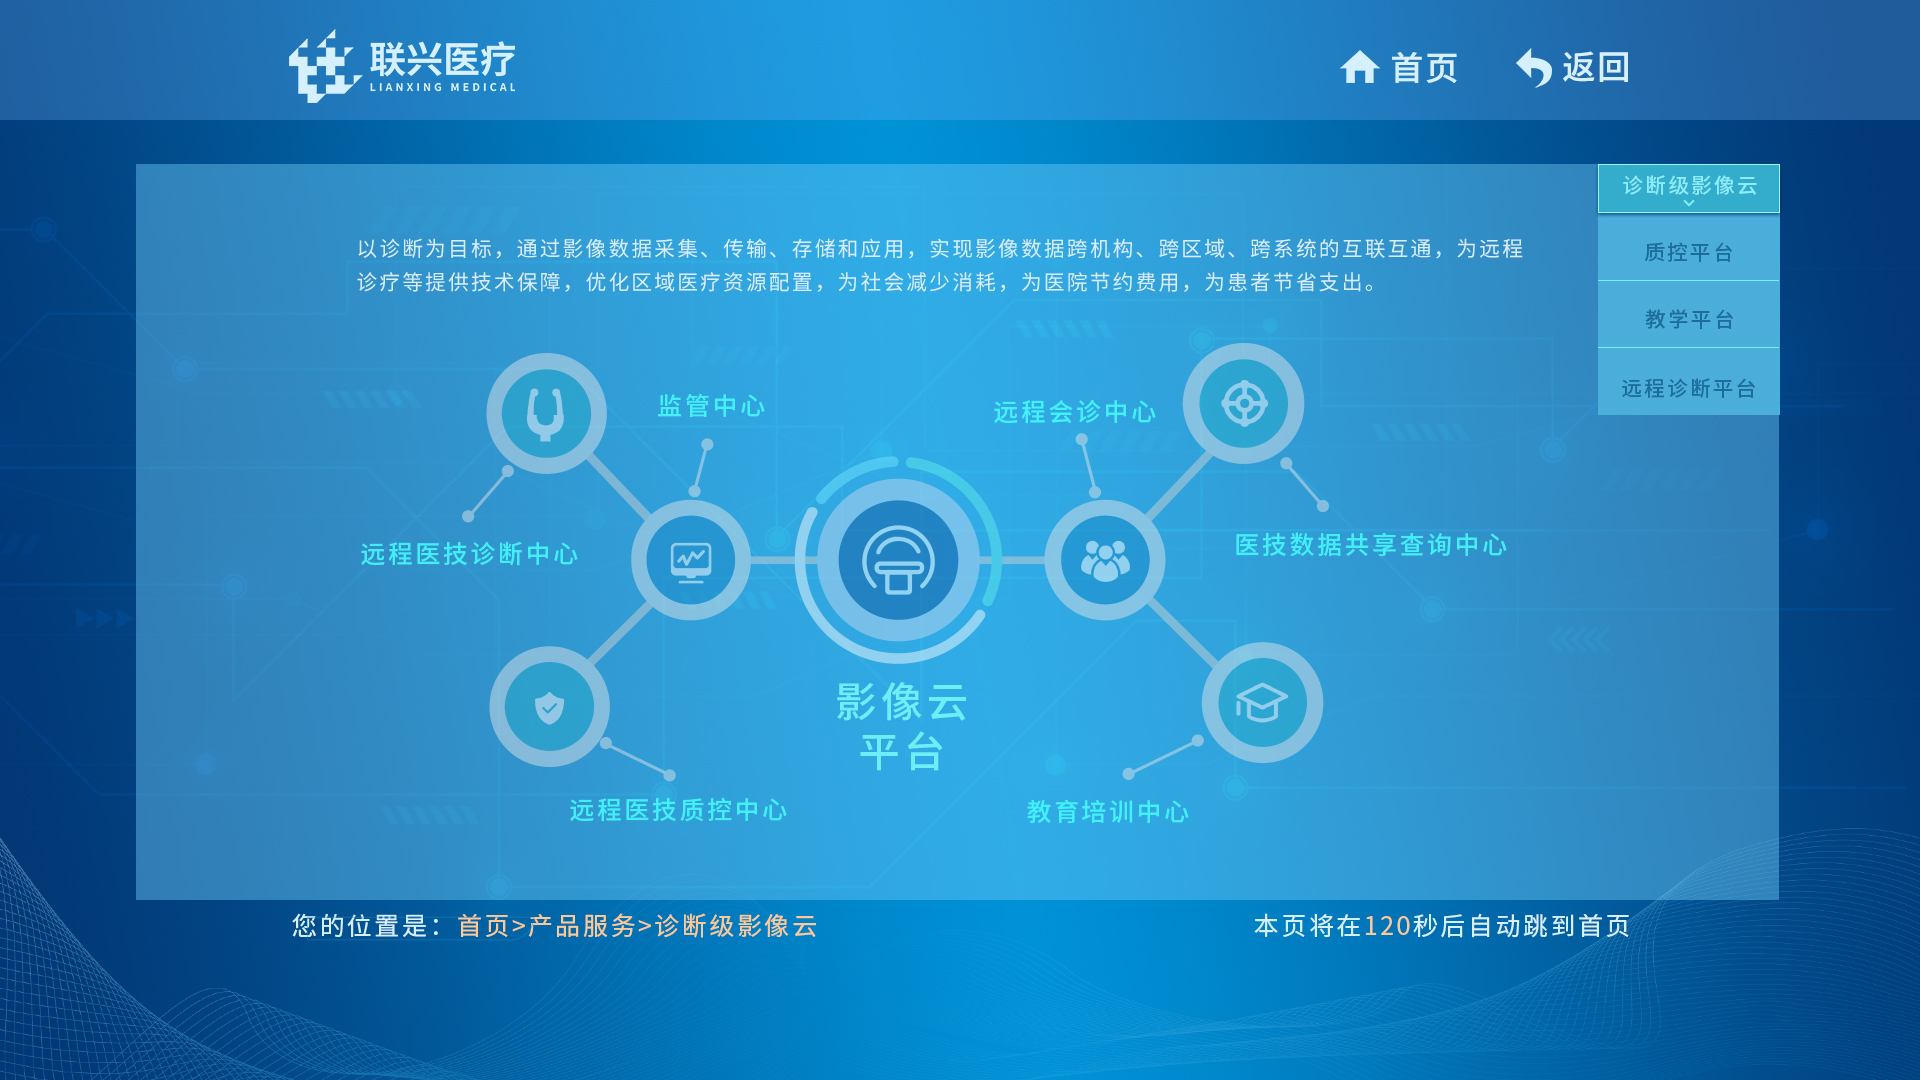 联兴医疗
LIANXING MEDICAL
首页
返回
诊断级影像云
质控平台
教学平台
远程诊断平台
以诊断为目标，通过影像数据采集、传输、存储和应用，实现影像数据跨机构、跨区域、跨系统的互联互通，为远程
诊疗等提供技术保障，优化区域医疗资源配置，为社会减少消耗，为医院节约费用，为患者节省支出。
监管中心
远程会诊中心
远程医技诊断中心
医技数据共享查询中心
影像云
平台
远程医技质控中心
教育培训中心
您的位置是：首页>产品服务>诊断级影像云
本页将在120秒后自动跳到首页